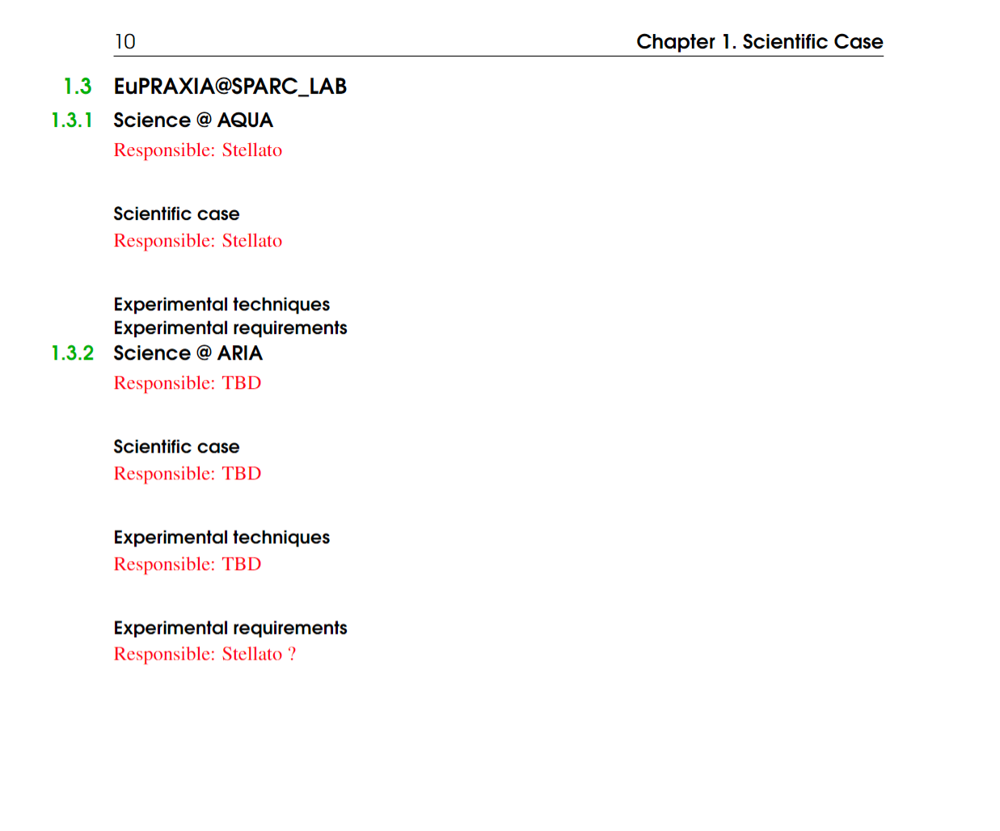 10 Chapter 1. Scientific Case
1.3 EuPRAXIA@SPARC_LAB
1.3.1 Science @ AQUA
Responsible: Stellato
Scientific case
Responsible: Stellato
Experimental techniques
Experimental requirements
1.3.2 Science @ ARIA
Responsible: TBD
Scientific case
Responsible: TBD
Experimental techniques
Responsible: TBD
Experimental requirements
Responsible: Stellato ?